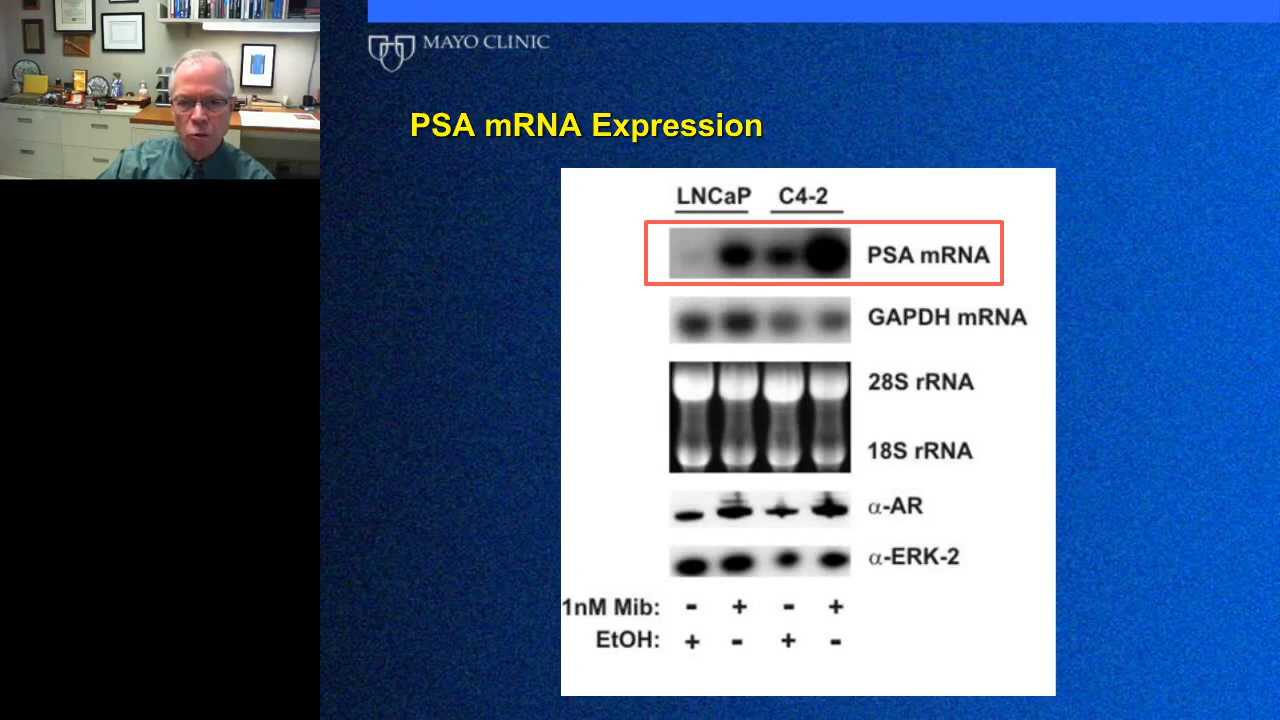 MAYO CLINIC
PSA mRNA Expression
LNCaP C4-2
PSA mRNA
GAPDH mRNA
28S rRNA
18S rRNA
α-AR
α-ERK-2
1nM Mib: - + - +
EtOH: + - + -